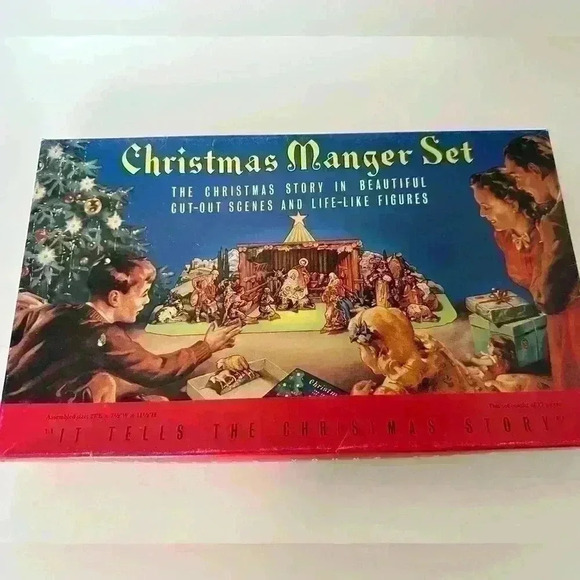 Christmas Manger Set
THE CHRISTMAS STORY IN BEAUTIFUL
CUT-OUT SCENES AND LIFE-LIKE FIGURES
Christmas
"IT TELLS THE CHRISTMAS STORY"